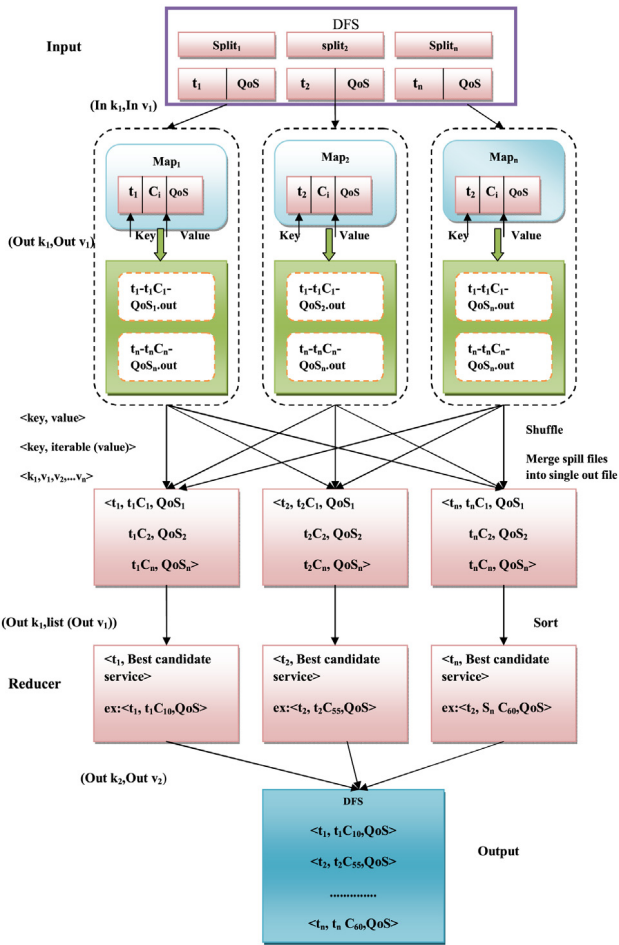 DFS
Input
Split₁ split₂ Splitₙ
t₁ QoS t₂ QoS tₙ QoS
(In k₁,In v₁)
Map₁ Map₂ Mapₙ
t₁ Cᵢ QoS t₂ Cᵢ QoS t₂ Cᵢ QoS
Key Value Key Value Key Value
(Out k₁,Out v₁)
t₁-t₁C₁- t₁-t₁C₁- t₁-t₁C₁-
QoS₁.out QoS₂.out QoSₙ.out
tₙ-tₙCₙ- tₙ-tₙCₙ- tₙ-tₙCₙ-
QoSₙ.out QoSₙ.out QoSₙ.out
<key, value>
Shuffle
<key, iterable (value)>
Merge spill files
into single out file
<k₁,v₁,v₂,...vₙ>
<t₁, t₁C₁, QoS₁ <t₂, t₂C₁, QoS₁ <tₙ, tₙC₁, QoS₁
t₁C₂, QoS₂ t₂C₂, QoS₂ tₙC₂, QoS₂
t₁Cₙ, QoSₙ> t₂Cₙ, QoSₙ> tₙCₙ, QoSₙ>
(Out k₁,list (Out v₁)) Sort
<t₁, Best candidate <t₂, Best candidate <tₙ, Best candidate
service> service> service>
Reducer
ex:<t₁, t₁C₁₀,QoS> ex:<t₂, t₂C₅₅,QoS> ex:<t₂, Sₙ C₆₀,QoS>
(Out k₂,Out v₂)
DFS
<t₁, t₁C₁₀,QoS>
Output
<t₂, t₂C₅₅,QoS>
..............
<tₙ, tₙ C₆₀,QoS>